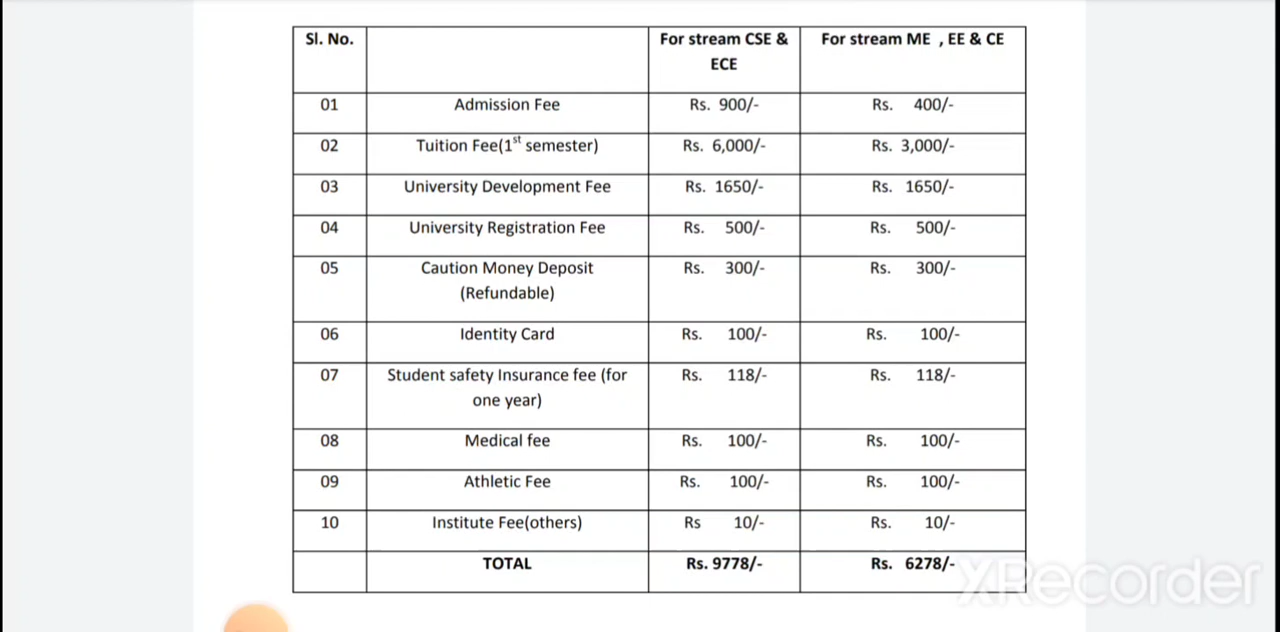 Sl. No. For stream CSE & For stream ME , EE & CE
ECE
01 Admission Fee Rs. 900/- Rs. 400/-
02 Tuition Fee(1st semester) Rs. 6,000/- Rs. 3,000/-
03 University Development Fee Rs. 1650/- Rs. 1650/-
04 University Registration Fee Rs. 500/- Rs. 500/-
05 Caution Money Deposit Rs. 300/- Rs. 300/-
(Refundable)
06 Identity Card Rs. 100/- Rs. 100/-
07 Student safety Insurance fee (for Rs. 118/- Rs. 118/-
one year)
08 Medical fee Rs. 100/- Rs. 100/-
09 Athletic Fee Rs. 100/- Rs. 100/-
10 Institute Fee(others) Rs 10/- Rs. 10/-
TOTAL Rs. 9778/- Rs. 6278/-
XRecorder